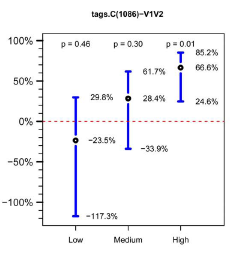 tags.C(1086)−V1V2
100%
50%
0%
−50%
−100%
p = 0.46
p = 0.30
p = 0.01
85.2%
66.6%
24.6%
61.7%
28.4%
−33.9%
29.8%
−23.5%
−117.3%
Low
Medium
High